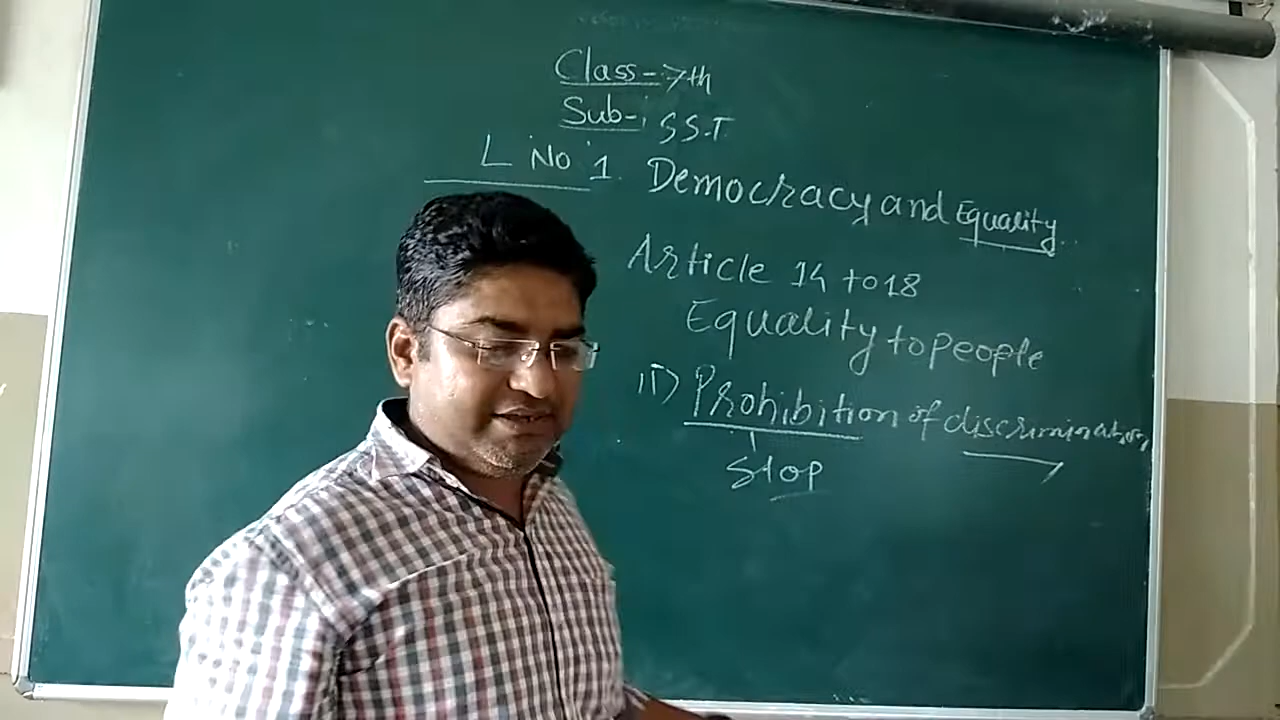 Class - 7th
Sub-: S.S.T
L No 1. Democracy and Equality
Article 14 to 18
Equality to people
ii) Prohibition of discrimination
Stop